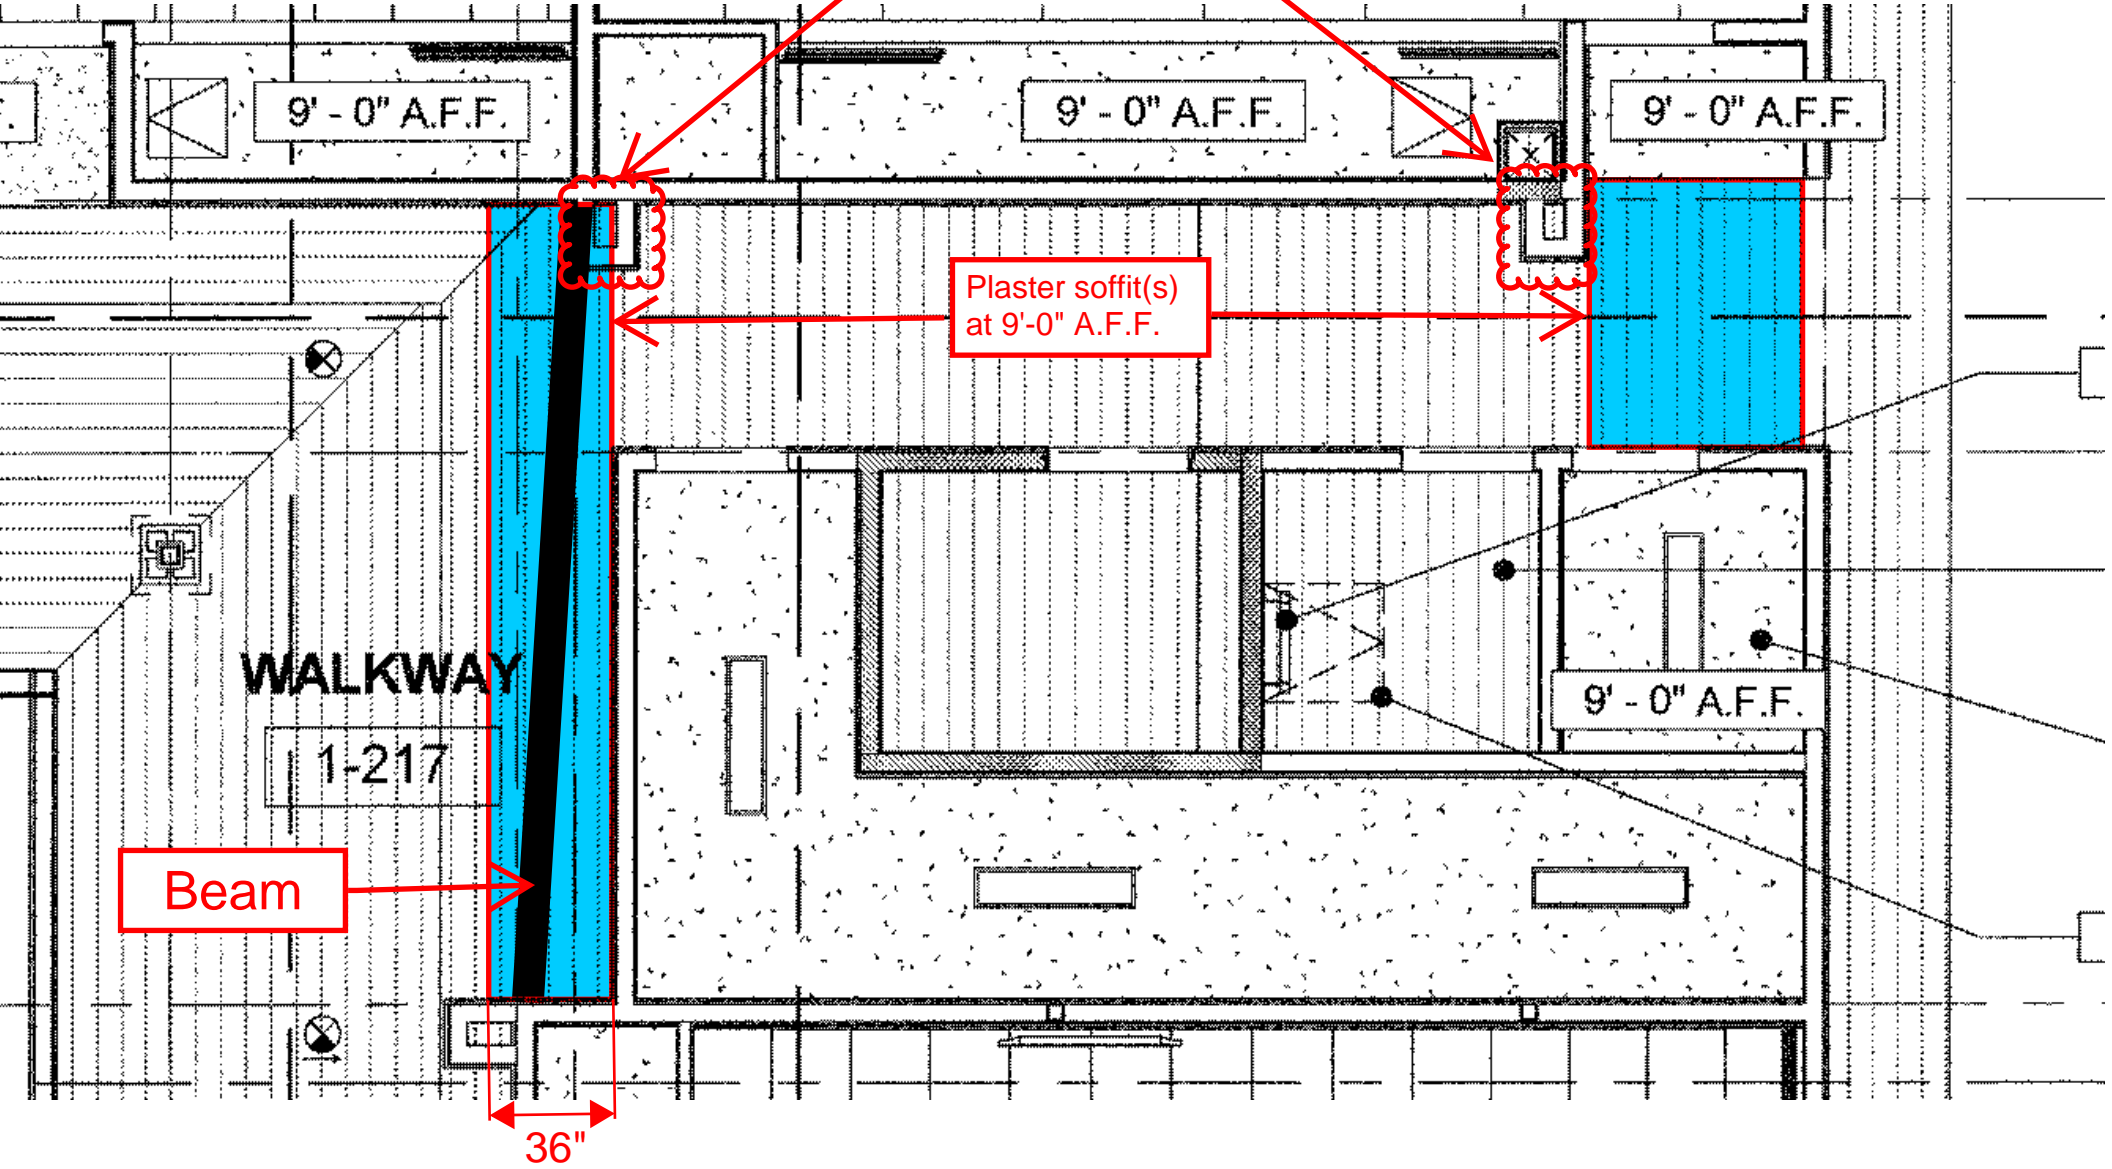 F.
9' - 0" A.F.F.
9' - 0" A.F.F.
9' - 0" A.F.F.
Plaster soffit(s)
at 9'-0" A.F.F.
WALKWAY
1-217
9' - 0" A.F.F.
Beam
36"